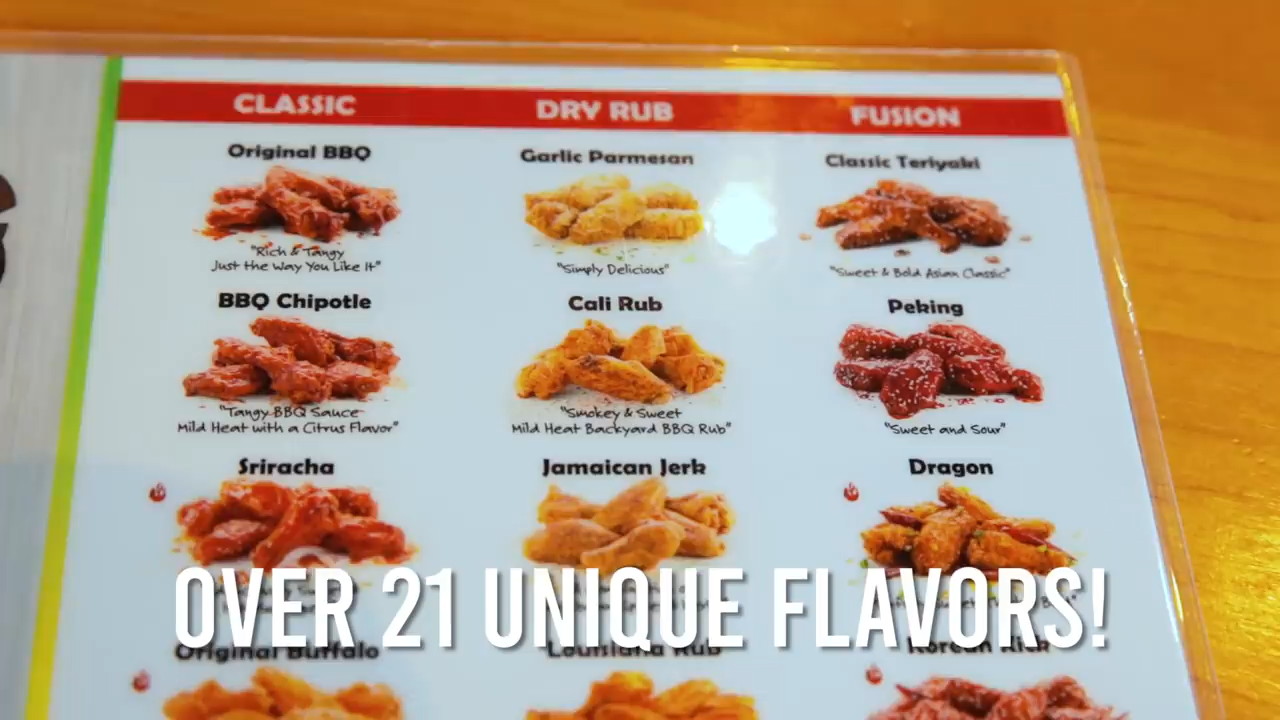 CLASSIC
Original BBQ
"Rich & Tangy
Just the Way You Like It"
BBQ Chipotle
"Tangy BBQ Sauce
Mild Heat with a Citrus Flavor"
Sriracha
Original Buffalo
DRY RUB
Garlic Parmesan
"Simply Delicious"
Cali Rub
"Smokey & Sweet
Mild Heat Backyard BBQ Rub"
Jamaican Jerk
Louisiana Rub
FUSION
Classic Teriyaki
"Sweet & Bold Asian Classic"
Peking
"Sweet and Sour"
Dragon
Korean Kick
OVER 21 UNIQUE FLAVORS!